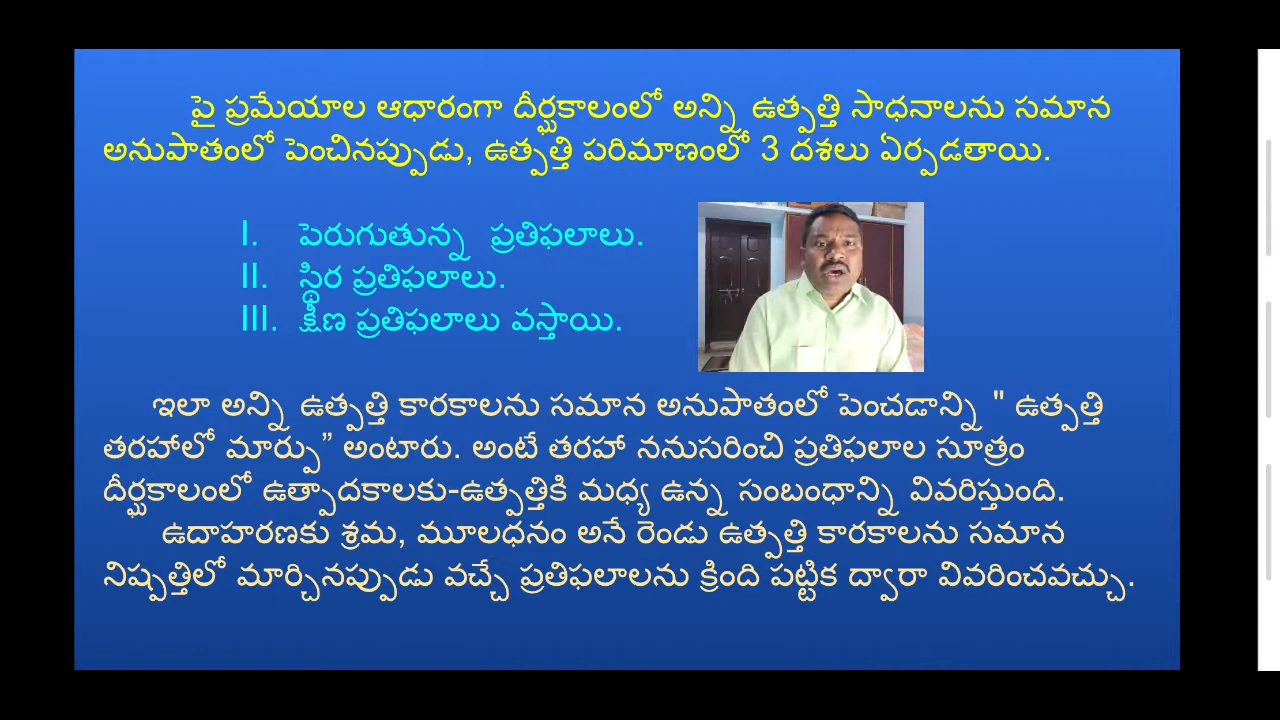 పై ప్రమేయాల ఆధారంగా దీర్ఘకాలంలో అన్ని ఉత్పత్తి సాధనాలను సమాన
అనుపాతంలో పెంచినప్పుడు, ఉత్పత్తి పరిమాణంలో 3 దశలు ఏర్పడతాయి.
I. పెరుగుతున్న ప్రతిఫలాలు.
II. స్థిర ప్రతిఫలాలు.
III. క్షీణ ప్రతిఫలాలు వస్తాయి.
ఇలా అన్ని ఉత్పత్తి కారకాలను సమాన అనుపాతంలో పెంచడాన్ని " ఉత్పత్తి
తరహాలో మార్పు” అంటారు. అంటే తరహా ననుసరించి ప్రతిఫలాల సూత్రం
దీర్ఘకాలంలో ఉత్పాదకాలకు-ఉత్పత్తికి మధ్య ఉన్న సంబంధాన్ని వివరిస్తుంది.
ఉదాహరణకు శ్రమ, మూలధనం అనే రెండు ఉత్పత్తి కారకాలను సమాన
నిష్పత్తిలో మార్చినప్పుడు వచ్చే ప్రతిఫలాలను క్రింది పట్టిక ద్వారా వివరించవచ్చు.